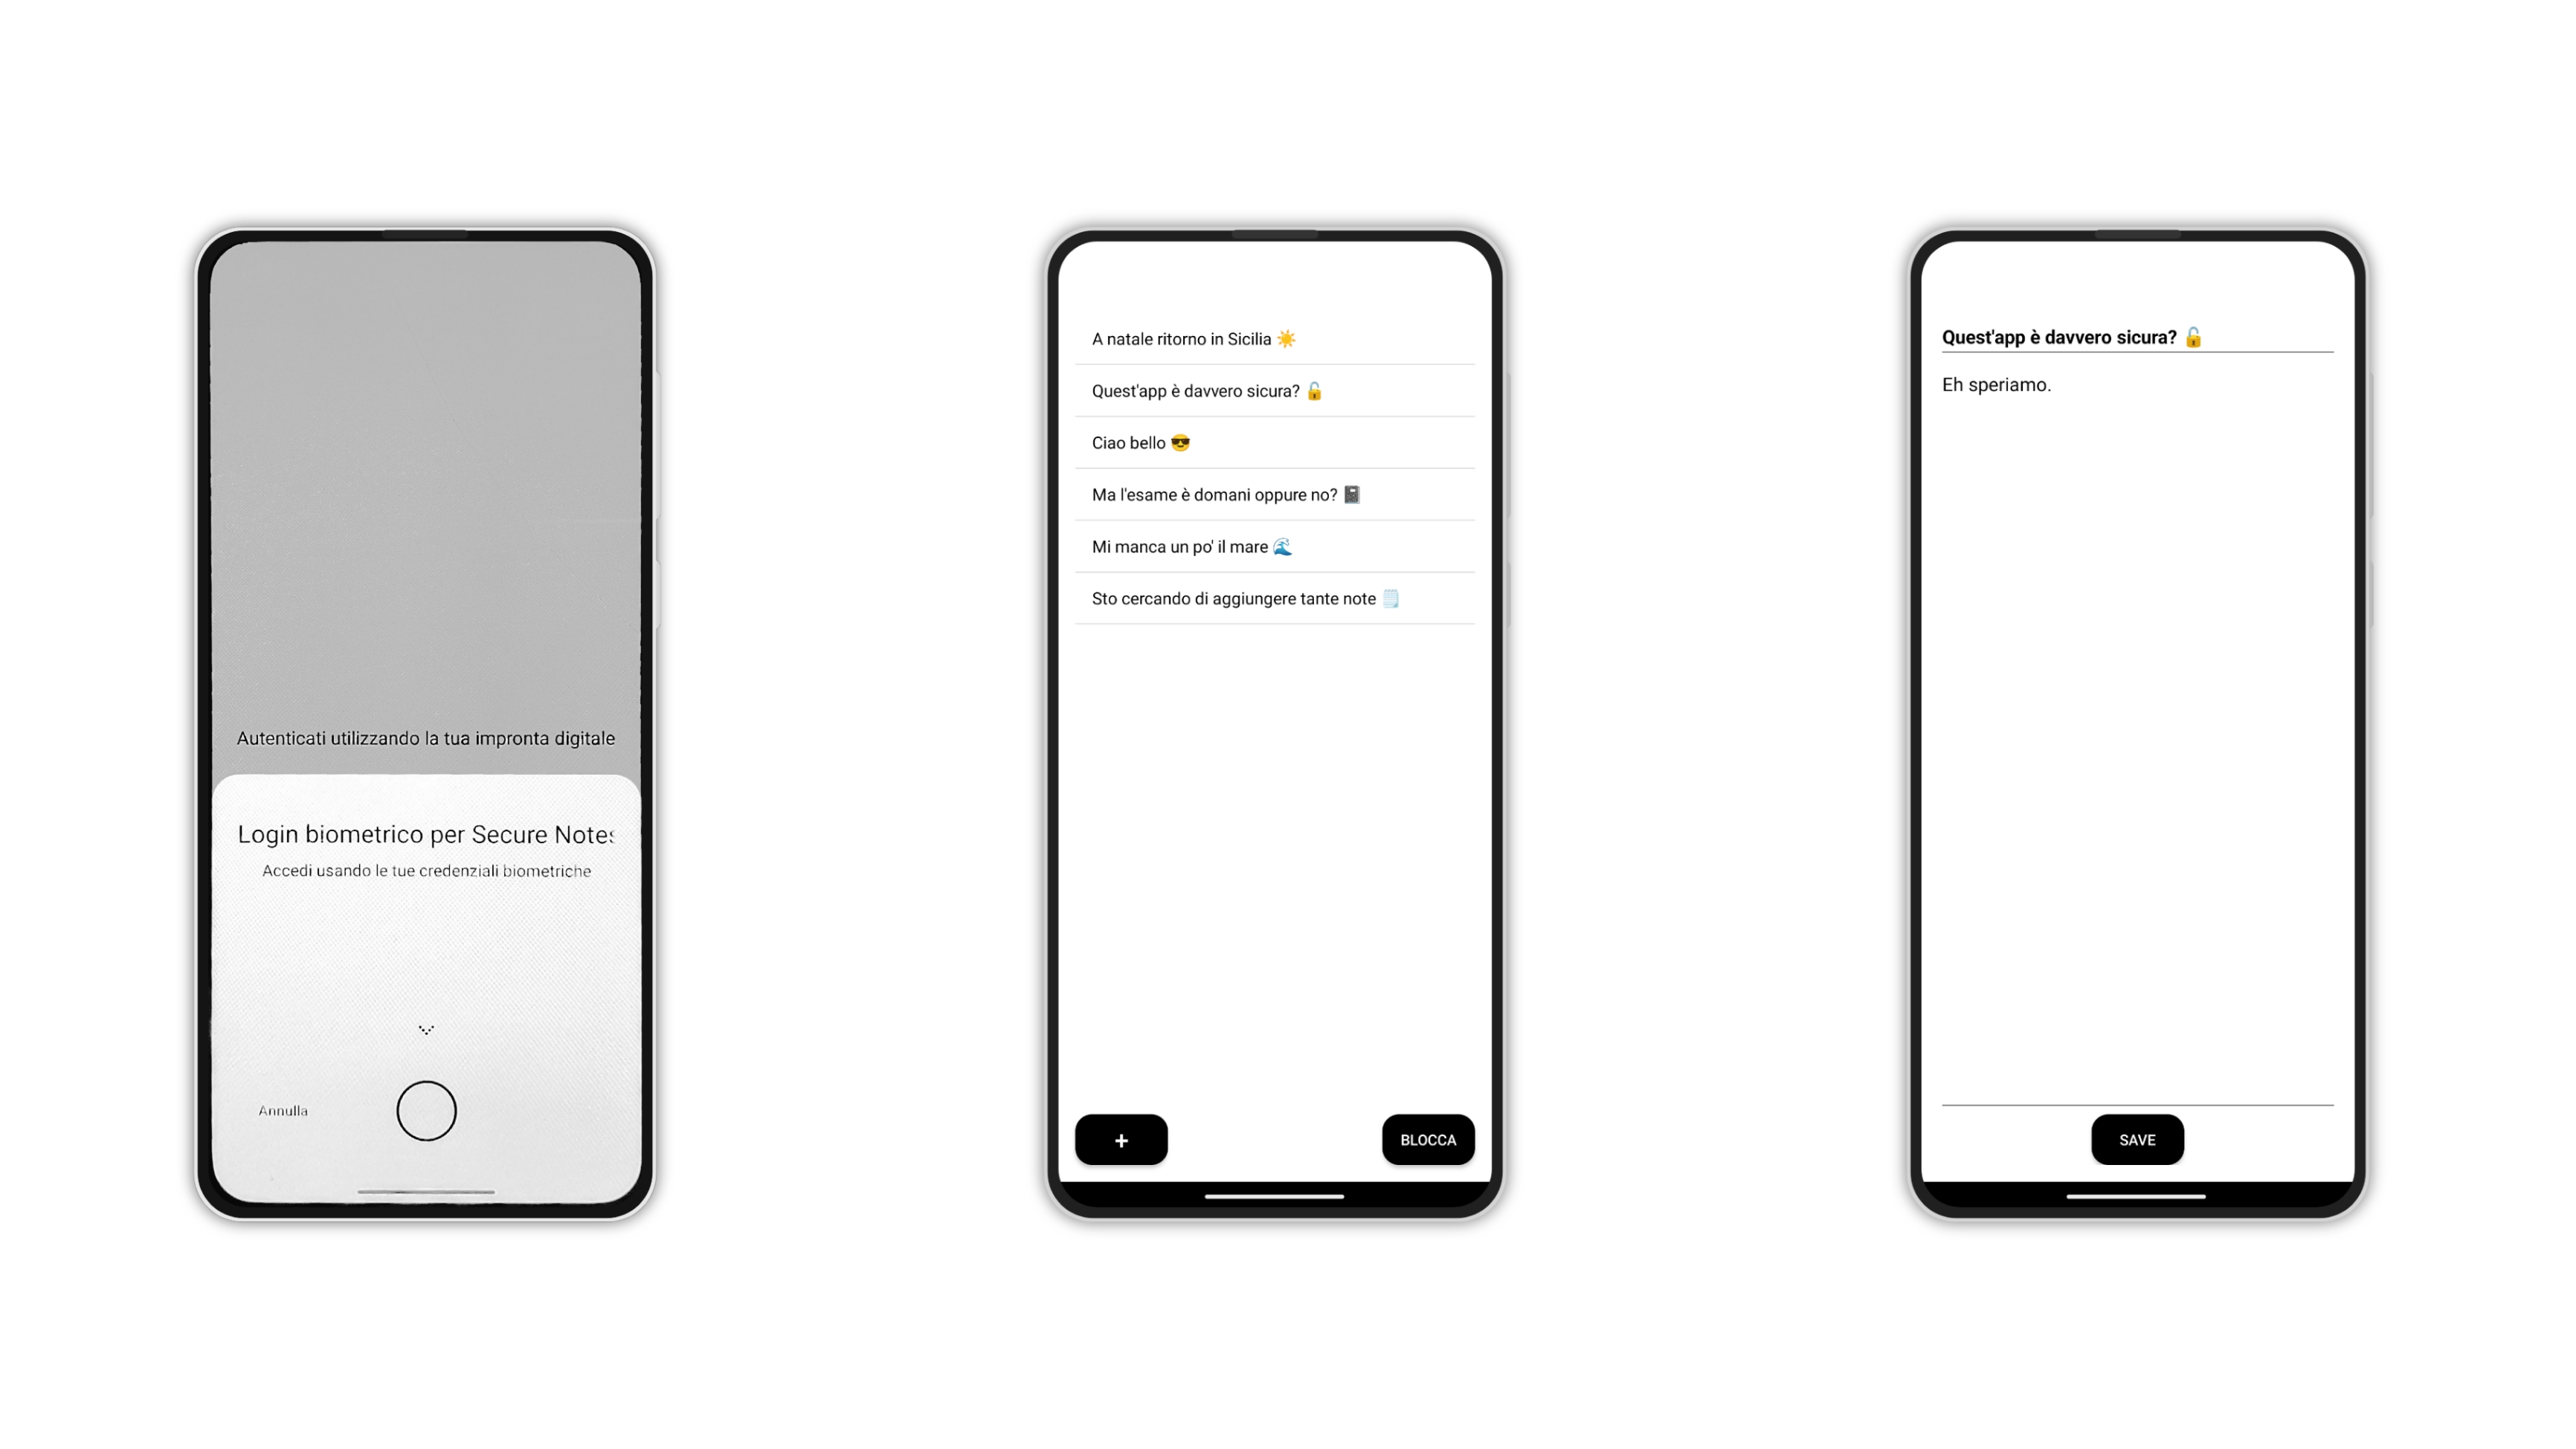 Autenticati utilizzando la tua impronta digitale
Login biometrico per Secure Notes
Accedi usando le tue credenziali biometriche
Annulla
A natale ritorno in Sicilia ☀️
Quest'app è davvero sicura? 🔓
Ciao bello 😎
Ma l'esame è domani oppure no? 📓
Mi manca un po' il mare 🌊
Sto cercando di aggiungere tante note 🗒️
+
BLOCCA
Quest'app è davvero sicura? 🔓
Eh speriamo.
SAVE